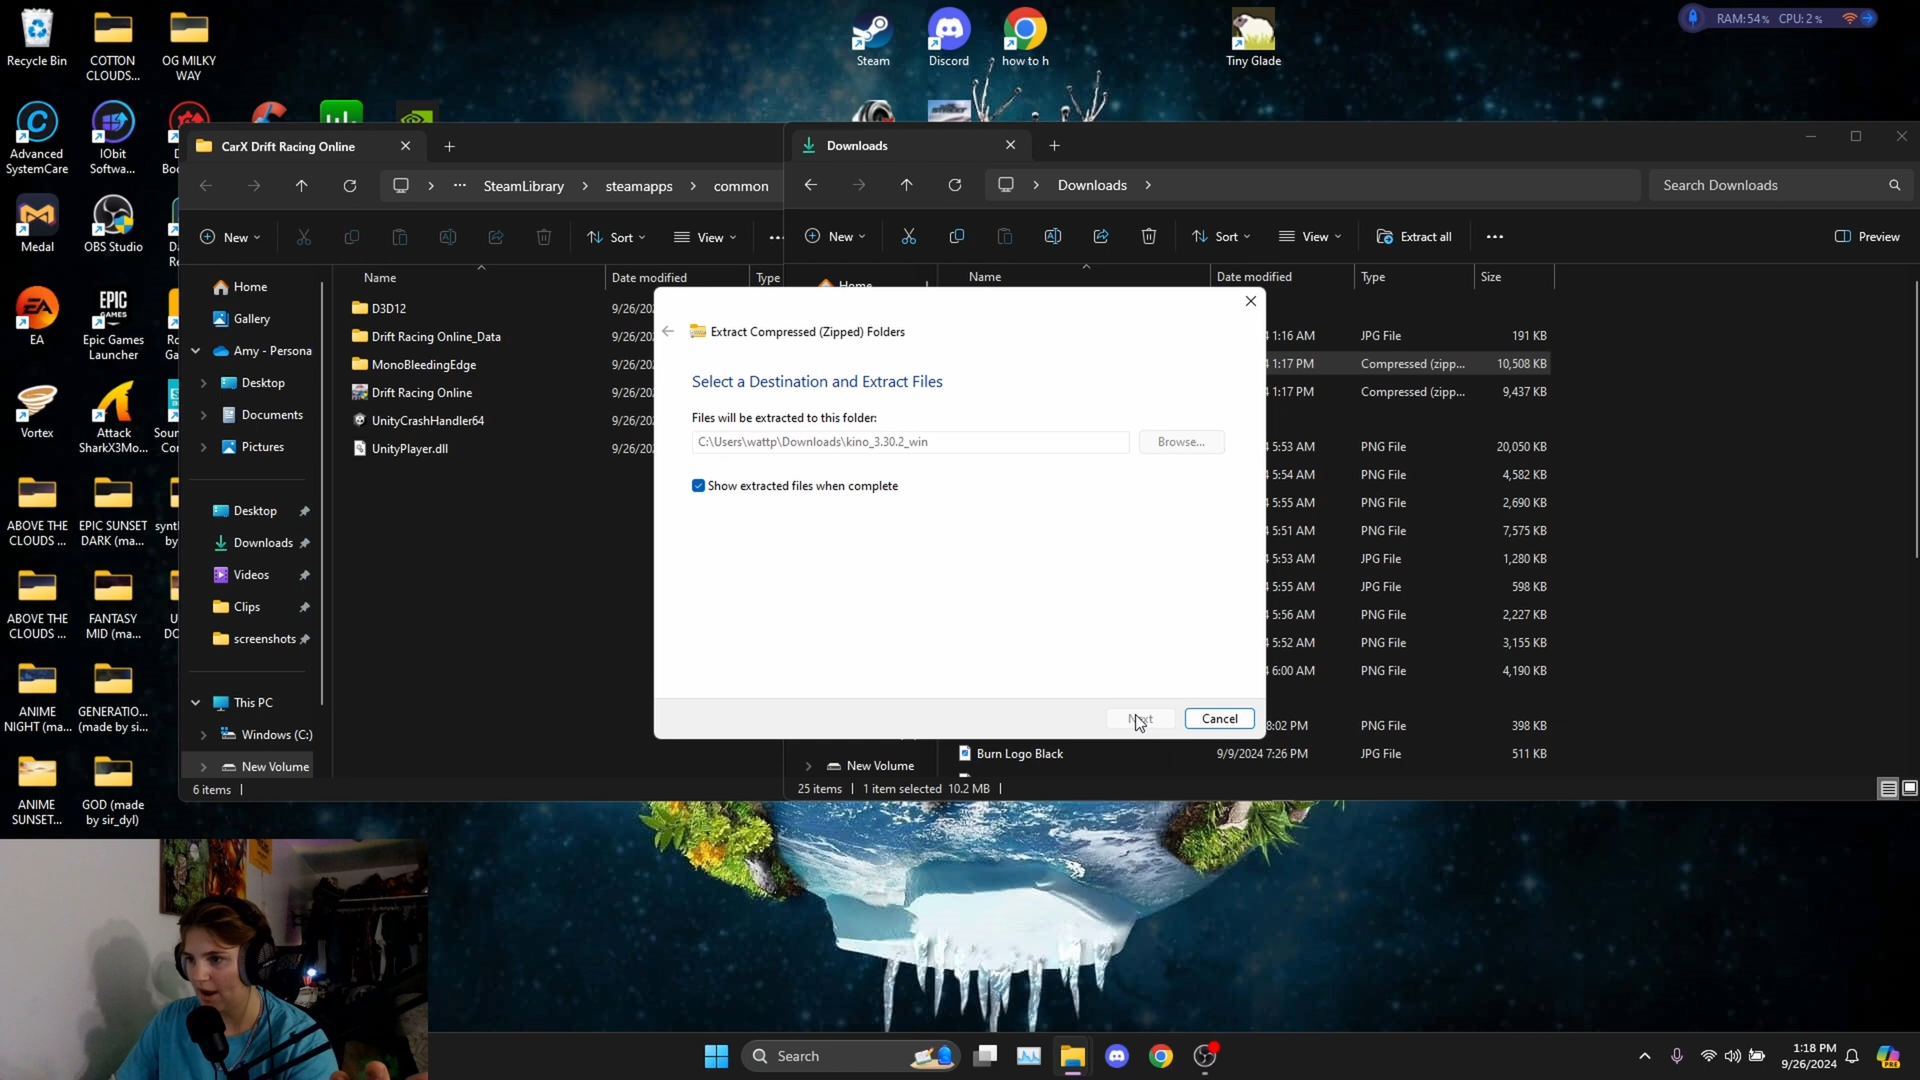 Recycle Bin
COTTON CLOUDS...
OG MILKY WAY
Steam
Discord
how to h
Tiny Glade
RAM:54% CPU:2%
Advanced SystemCare
IObit Softwa...
Medal
OBS Studio
EA
Epic Games Launcher
Vortex
Attack SharkX3Mo...
ABOVE THE CLOUDS ...
EPIC SUNSET DARK (ma...
ABOVE THE CLOUDS ...
FANTASY MID (ma...
ANIME NIGHT (ma...
GENERATIO... (made by si...
ANIME SUNSET...
GOD (made by sir_dyl)
CarX Drift Racing Online
SteamLibrary > steamapps > common
New
Sort
View
Name
Date modified
Type
Home
Gallery
Amy - Persona
Desktop
Documents
Pictures
Desktop
Downloads
Videos
Clips
screenshots
This PC
Windows (C:)
New Volume
D3D12 9/26/20
Drift Racing Online_Data 9/26/20
MonoBleedingEdge 9/26/20
Drift Racing Online 9/26/20
UnityCrashHandler64 9/26/20
UnityPlayer.dll 9/26/20
6 items
Downloads
Downloads
Search Downloads
New
Sort
View
Extract all
Preview
Home
Name
Date modified
Type
Size
1:16 AM JPG File 191 KB
1:17 PM Compressed (zipp... 10,508 KB
1:17 PM Compressed (zipp... 9,437 KB
5:53 AM PNG File 20,050 KB
5:54 AM PNG File 4,582 KB
5:55 AM PNG File 2,690 KB
5:51 AM PNG File 7,575 KB
5:53 AM JPG File 1,280 KB
5:55 AM JPG File 598 KB
5:56 AM PNG File 2,227 KB
5:52 AM PNG File 3,155 KB
6:00 AM PNG File 4,190 KB
8:02 PM PNG File 398 KB
Burn Logo Black 9/9/2024 7:26 PM JPG File 511 KB
New Volume
25 items 1 item selected 10.2 MB
Extract Compressed (Zipped) Folders
Select a Destination and Extract Files
Files will be extracted to this folder:
C:\Users\wattp\Downloads\kino_3.30.2_win
Browse...
Show extracted files when complete
Next
Cancel
Search
1:18 PM
9/26/2024